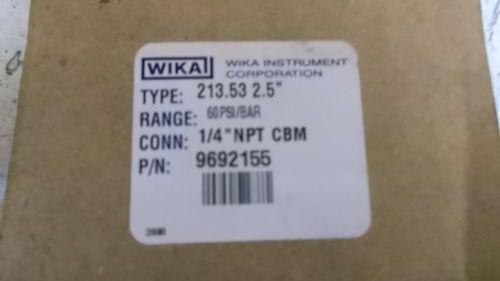 WIKA
WIKA INSTRUMENT
CORPORATION
TYPE: 213.53 2.5"
RANGE: 60PSI/BAR
CONN: 1/4" NPT CBM
P/N: 9692155